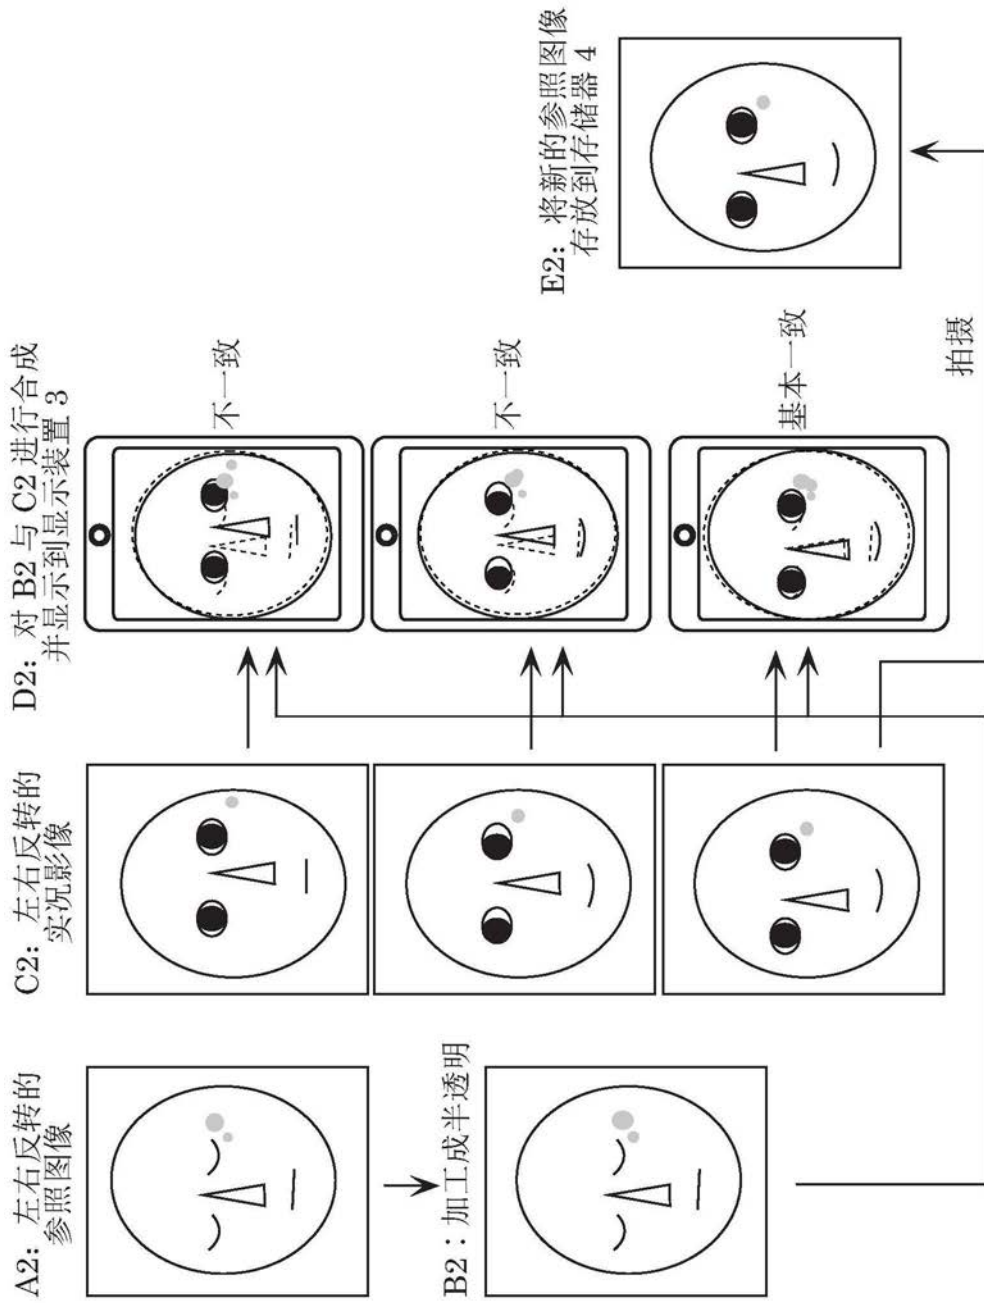 A2：左右反转的
参照图像
B2：加工成半透明
C2：左右反转的
实况影像
D2：对 B2 与 C2 进行合成
并显示到显示装置 3
不一致
不一致
基本一致
拍摄
E2：将新的参照图像
存放到存储器 4